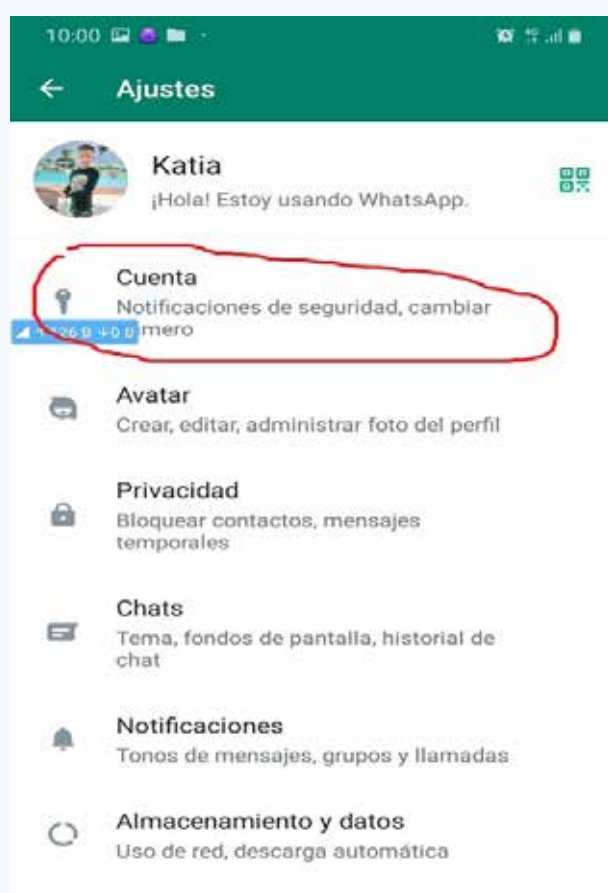 10:00
Ajustes
Katia
¡Hola! Estoy usando WhatsApp.
Cuenta
Notificaciones de seguridad, cambiar
mero
Avatar
Crear, editar, administrar foto del perfil
Privacidad
Bloquear contactos, mensajes
temporales
Chats
Tema, fondos de pantalla, historial de
chat
Notificaciones
Tonos de mensajes, grupos y llamadas
Almacenamiento y datos
Uso de red, descarga automática